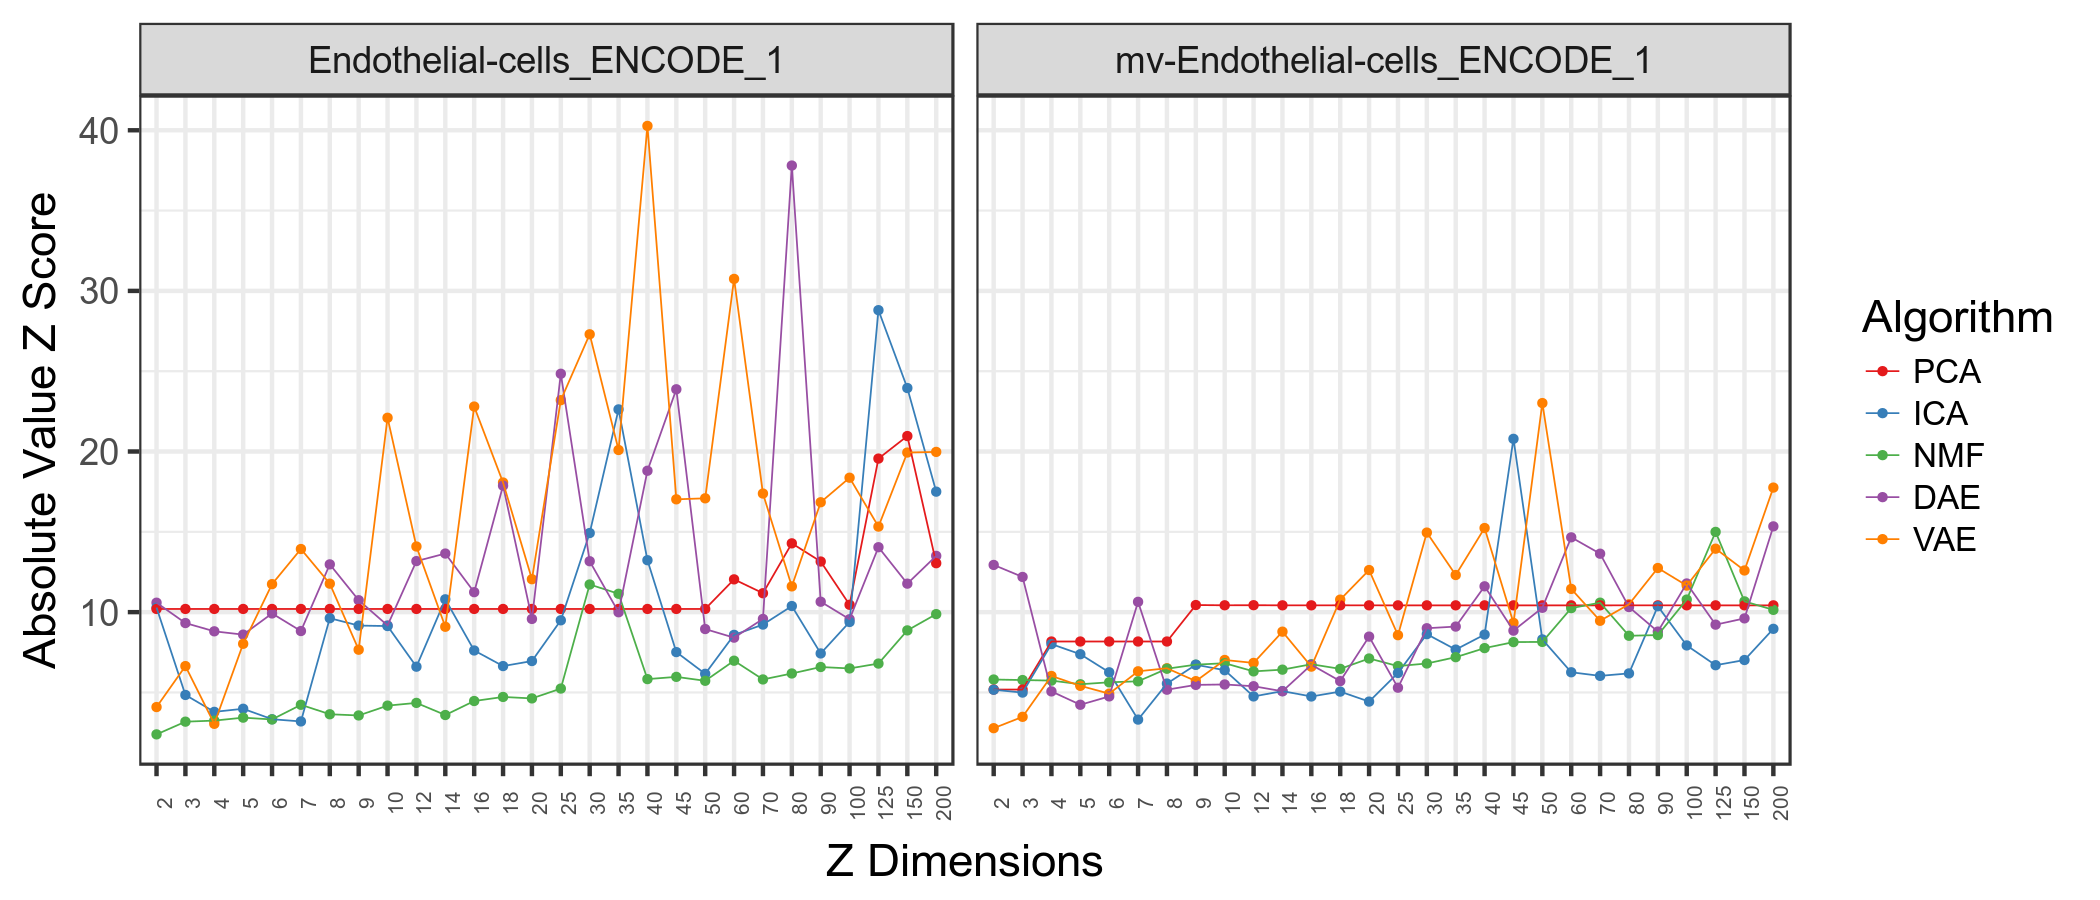 Endothelial-cells_ENCODE_1
mv-Endothelial-cells_ENCODE_1
Absolute Value Z Score
40
30
20
10
2 3 4 5 6 7 8 9 10 12 14 16 18 20 25 30 35 40 45 50 60 70 80 90 100 125 150 200
2 3 4 5 6 7 8 9 10 12 14 16 18 20 25 30 35 40 45 50 60 70 80 90 100 125 150 200
Z Dimensions
Algorithm
PCA
ICA
NMF
DAE
VAE